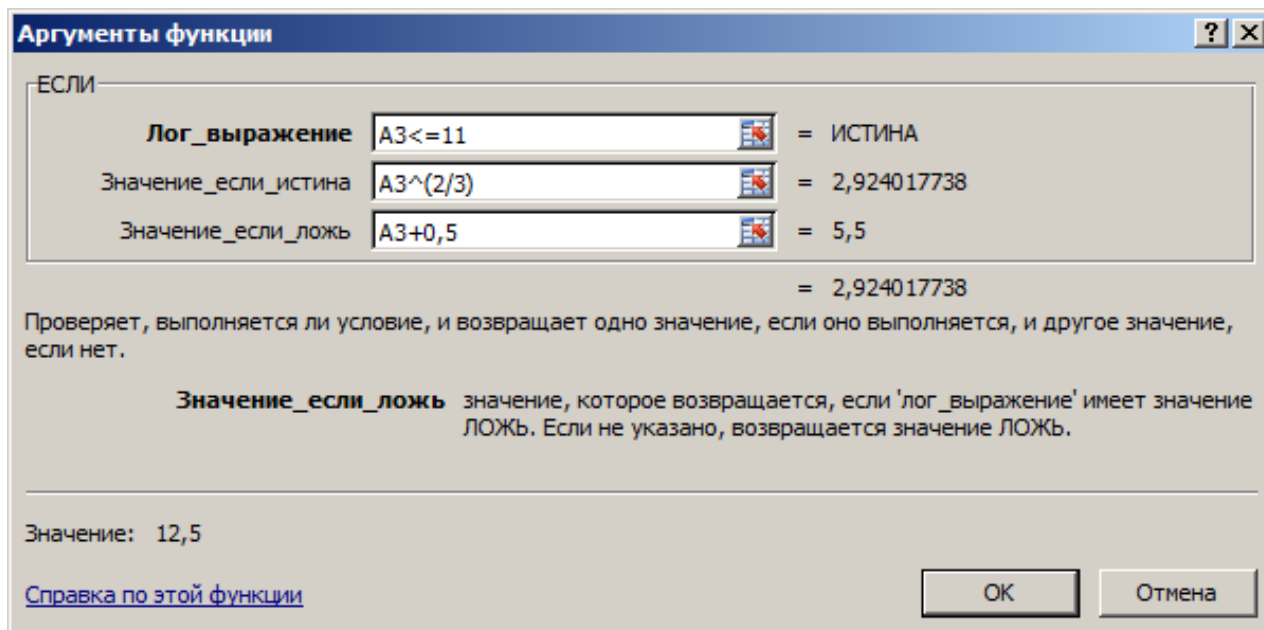 Аргументы функции
ЕСЛИ
Лог_выражение A3<=11 = ИСТИНА
Значение_если_истина A3^(2/3) = 2,924017738
Значение_если_ложь A3+0,5 = 5,5
= 2,924017738
Проверяет, выполняется ли условие, и возвращает одно значение, если оно выполняется, и другое значение,
если нет.
Значение_если_ложь значение, которое возвращается, если 'лог_выражение' имеет значение
ЛОЖЬ. Если не указано, возвращается значение ЛОЖЬ.
Значение: 12,5
Справка по этой функции
ОК Отмена